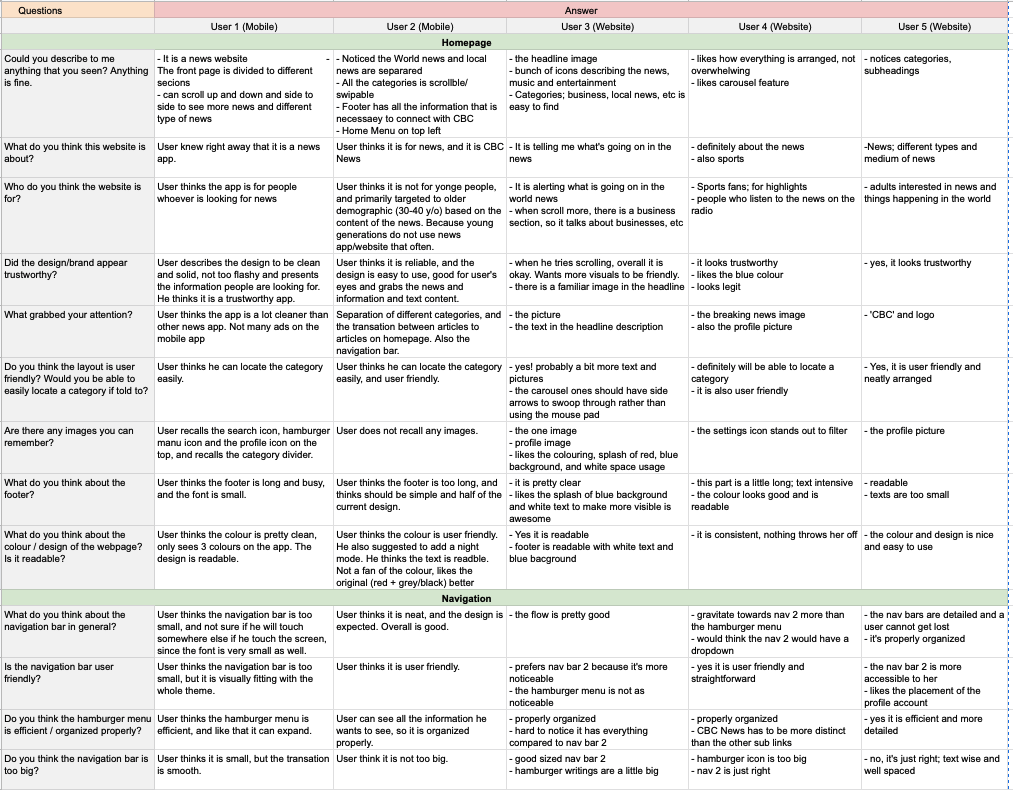 Questions
Answer
User 1 (Mobile)
User 2 (Mobile)
User 3 (Website)
User 4 (Website)
User 5 (Website)
Homepage
Could you describe to me
anything that you seen? Anything
is fine.
- It is a news website -
The front page is divided to different
secions
- can scroll up and down and side to
side to see more news and different
type of news
- Noticed the World news and local
news are separared
- All the categories is scrollble/
swipable
- Footer has all the information that is
necessaey to connect with CBC
- Home Menu on top left
- the headline image
- bunch of icons describing the news,
music and entertainment
- Categories; business, local news, etc is
easy to find
- likes how everything is arranged, not
overwhelming
- likes carousel feature
- notices categories,
subheadings
What do you think this website is
about?
User knew right away that it is a news
app.
User thinks it is for news, and it is CBC
News
- It is telling me what's going on in the
news
- definitely about the news
- also sports
-News; different types and
medium of news
Who do you think the website is
for?
User thinks the app is for people
whoever is looking for news
User thinks it is not for yonge people,
and primarily targeted to older
demographic (30-40 y/o) based on the
content of the news. Because young
generations do not use news
app/website that often.
- It is alerting what is going on in the
world news
- when scroll more, there is a business
section, so it talks about businesses, etc
- Sports fans; for highlights
- people who listen to the news on the
radio
- adults interested in news and
things happening in the world
Did the design/brand appear
trustworthy?
User describes the design to be clean
and solid, not too flashy and presents
the information people are looking for.
He thinks it is a trustworthy app.
User thinks it is reliable, and the
design is easy to use, good for user's
eyes and grabs the news and
information and text content.
- when he tries scrolling, overall it is
okay. Wants more visuals to be friendly.
- there is a familiar image in the headline
- it looks trustworthy
- likes the blue colour
- looks legit
- yes, it looks trustworthy
What grabbed your attention?
User thinks the app is a lot cleaner than
other news app. Not many ads on the
mobile app
Separation of different categories, and
the transation between articles to
articles on homepage. Also the
navigation bar.
- the picture
- the text in the headline description
- the breaking news image
- also the profile picture
- 'CBC' and logo
Do you think the layout is user
friendly? Would you be able to
easily locate a category if told to?
User thinks he can locate the category
easily.
User thinks he can locate the category
easily, and user friendly.
- yes! probably a bit more text and
pictures
- the carousel ones should have side
arrows to swoop through rather than
using the mouse pad
- definitely will be able to locate a
category
- it is also user friendly
- Yes, it is user friendly and
neatly arranged
Are there any images you can
remember?
User recalls the search icon, hamburger
manu icon and the profile icon on the
top, and recalls the category divider.
User does not recall any images.
- the one image
- profile image
- likes the colouring, splash of red, blue
background, and white space usage
- the settings icon stands out to filter
- the profile picture
What do you think about the
footer?
User thinks the footer is long and busy,
and the font is small.
User thinks the footer is too long, and
thinks should be simple and half of the
current design.
- it is pretty clear
- likes the splash of blue background
and white text to make more visible is
awesome
- this part is a little long; text intensive
- the colour looks good and is
readable
- readable
- texts are too small
What do you think about the
colour / design of the webpage?
Is it readable?
User thinks the colour is pretty clean,
only sees 3 colours on the app. The
design is readable.
User thinks the colour is user friendly.
He also suggested to add a night
mode. He thinks the text is readble.
Not a fan of the colour, likes the
original (red + grey/black) better
- Yes it is readable
- footer is readable with white text and
blue bacground
- it is consistent, nothing throws her off
- the colour and design is nice
and easy to use
Navigation
What do you think about the
navigation bar in general?
User thinks the navigation bar is too
small, and not sure if he will touch
somewhere else if he touch the screen,
since the font is very small as well.
User thinks it is neat, and the design is
expected. Overall is good.
- the flow is pretty good
- gravitate towards nav 2 more than
the hamburger menu
- would think the nav 2 would have a
dropdown
- the nav bars are detailed and a
user cannot get lost
- it's properly organized
Is the navigation bar user
friendly?
User thinks the navigation bar is too
small, but it is visually fitting with the
whole theme.
User thinks it is user friendly.
- prefers nav bar 2 because it's more
noticeable
- the hamburger menu is not as
noticeable
- yes it is user friendly and
straightforward
- the nav bar 2 is more
accessible to her
- likes the placement of the
profile account
Do you think the hamburger menu
is efficient / organized properly?
User thinks the hamburger menu is
efficient, and like that it can expand.
User can see all the information he
wants to see, so it is organized
properly.
- properly organized
- hard to notice it has everything
compared to nav bar 2
- properly organized
- CBC News has to be more distinct
than the other sub links
- yes it is efficient and more
detailed
Do you think the navigation bar is
too big?
User thinks it is small, but the transation
is smooth.
User think it is not too big.
- good sized nav bar 2
- hamburger writings are a little big
- hamburger icon is too big
- nav 2 is just right
- no, it's just right; text wise and
well spaced